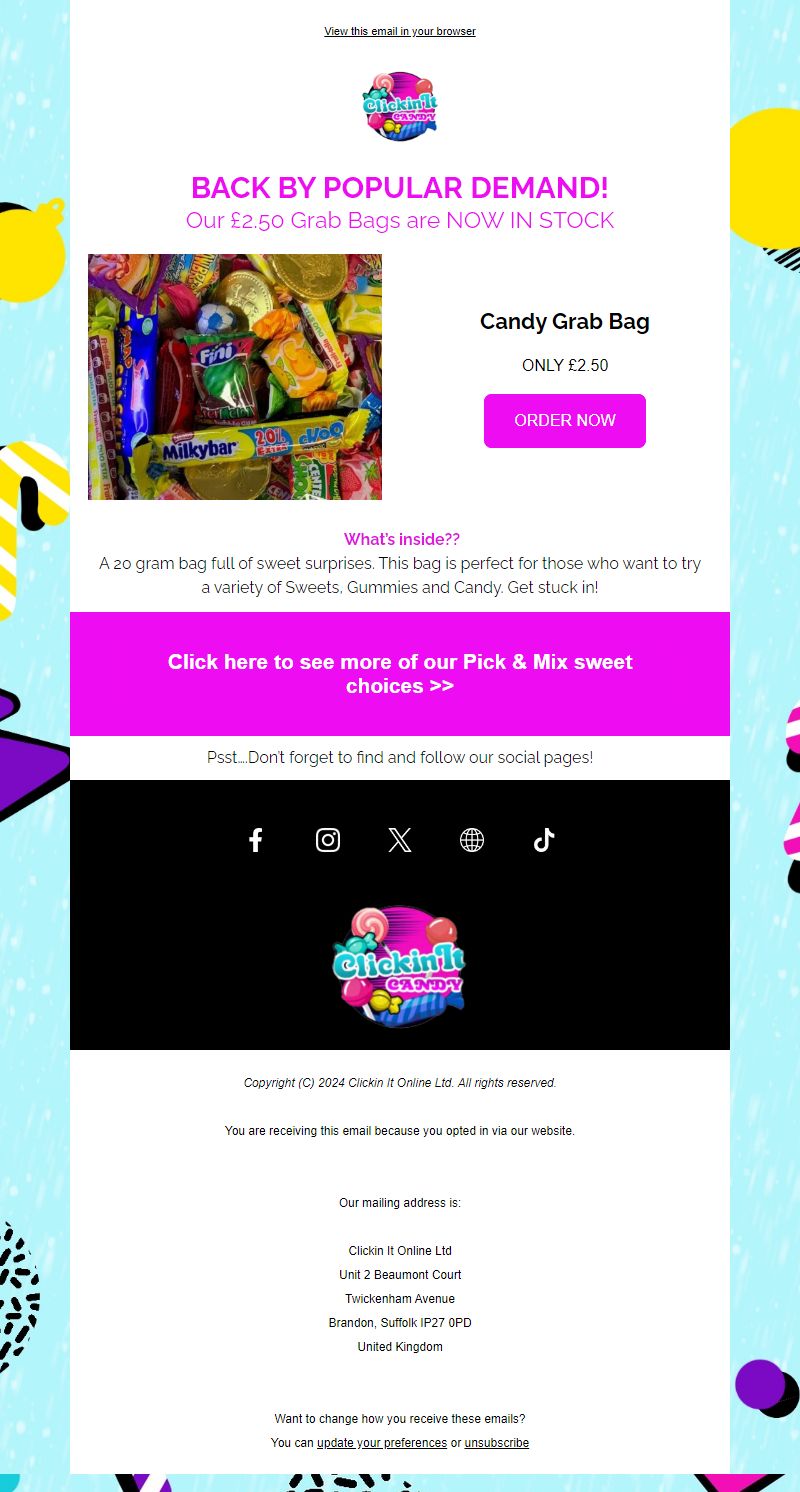 View this email in your browser
ClickinIt
CANDY
BACK BY POPULAR DEMAND!
Our £2.50 Grab Bags are NOW IN STOCK
Fini
Milkybar
20%
Extra
Candy Grab Bag
ONLY £2.50
ORDER NOW
What's inside??
A 20 gram bag full of sweet surprises. This bag is perfect for those who want to try
a variety of Sweets, Gummies and Candy. Get stuck in!
Click here to see more of our Pick & Mix sweet
choices >>
Psst....Don't forget to find and follow our social pages!
ClickinIt
CANDY
Copyright (C) 2024 Clickin It Online Ltd. All rights reserved.
You are receiving this email because you opted in via our website.
Our mailing address is:
Clickin It Online Ltd
Unit 2 Beaumont Court
Twickenham Avenue
Brandon, Suffolk IP27 0PD
United Kingdom
Want to change how you receive these emails?
You can update your preferences or unsubscribe